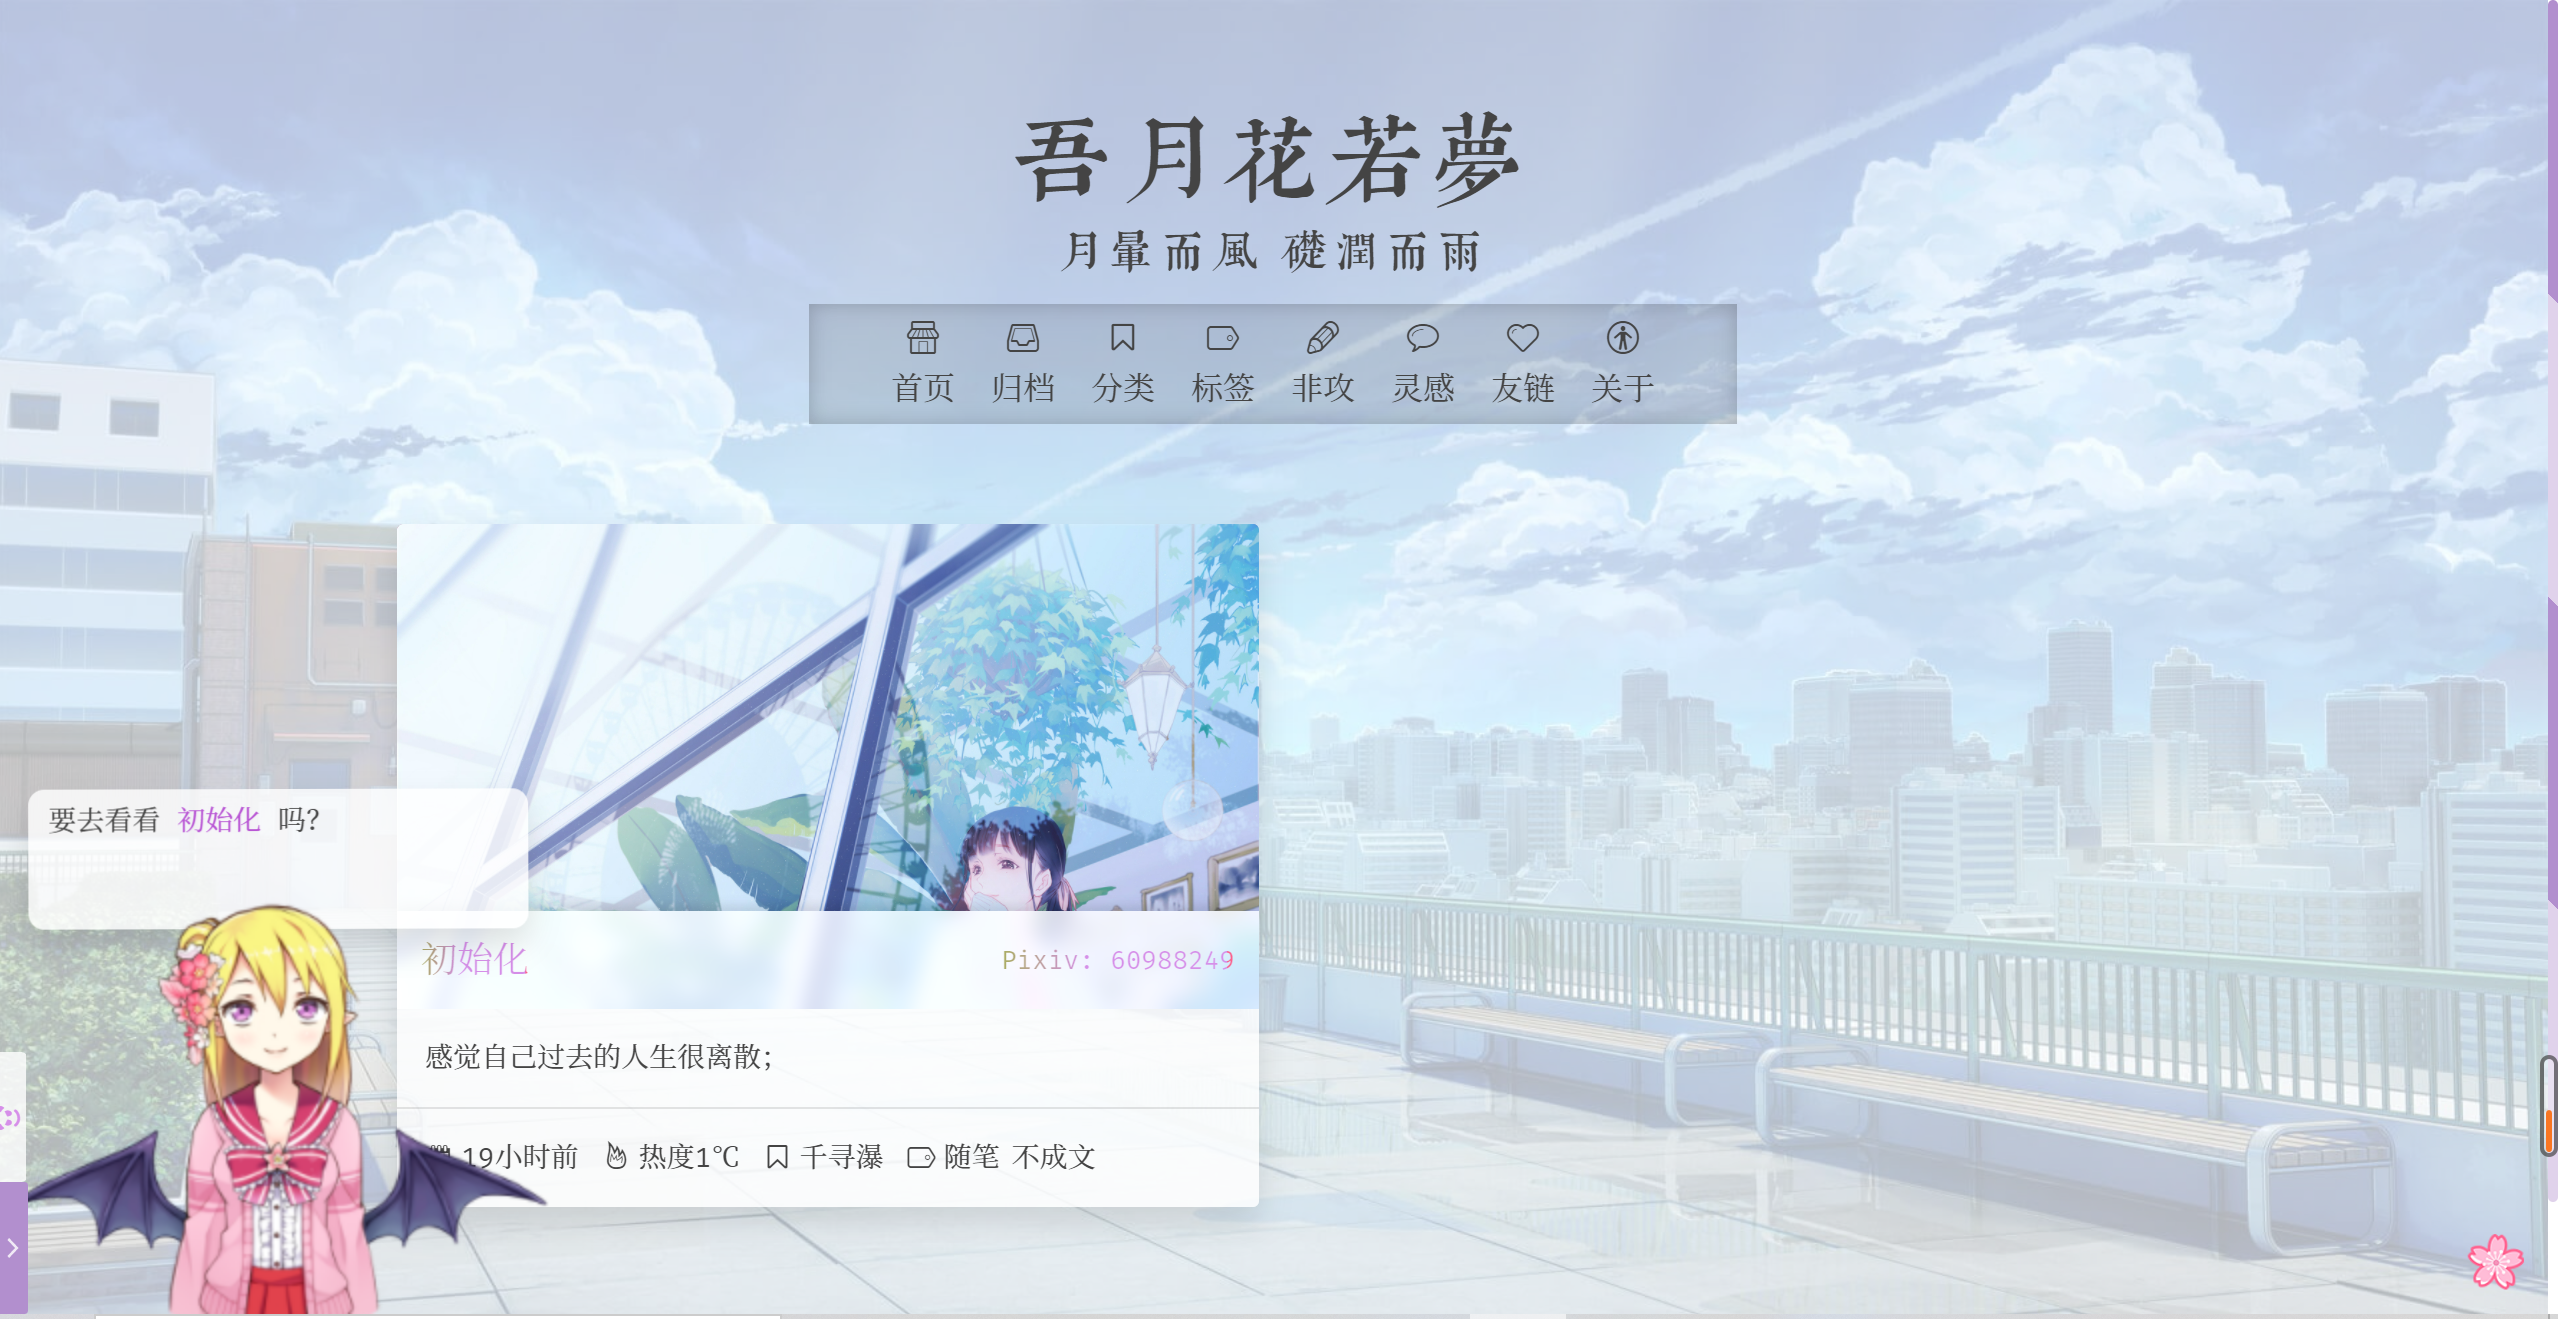 吾月花若夢
月暈而風 礎潤而雨
首页 归档 分类 标签 非攻 灵感 友链 关于
要去看看 初始化 吗？
初始化 Pixiv: 60988249
感觉自己过去的人生很离散；
19小时前 热度1℃ 千寻瀑 随笔 不成文